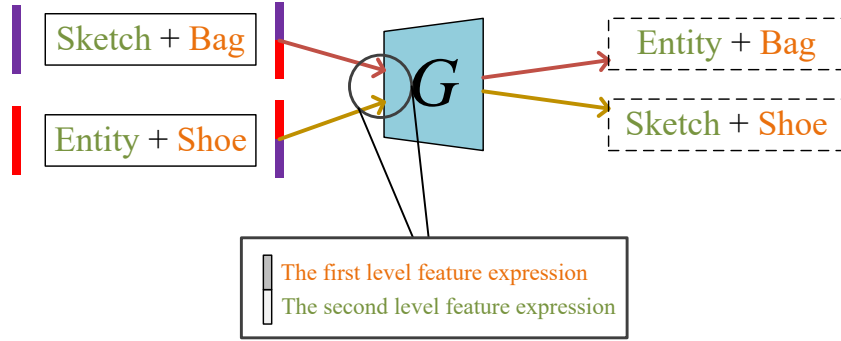 Sketch + Bag
Entity + Shoe
G
Entity + Bag
Sketch + Shoe
The first level feature expression
The second level feature expression